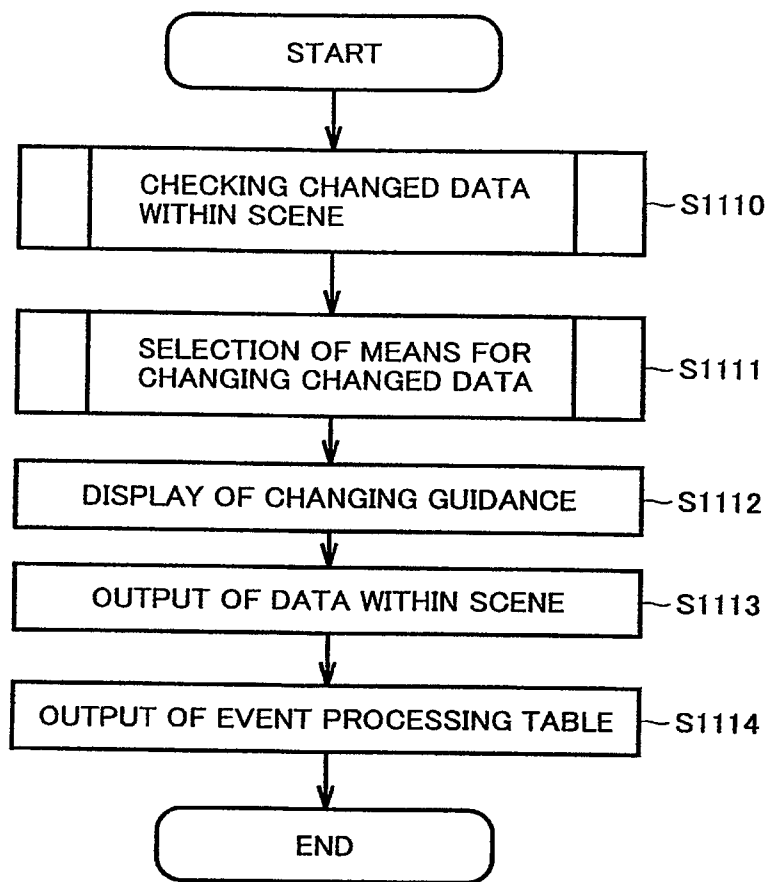 START
CHECKING CHANGED DATA
WITHIN SCENE
S1110
SELECTION OF MEANS FOR
CHANGING CHANGED DATA
S1111
DISPLAY OF CHANGING GUIDANCE
S1112
OUTPUT OF DATA WITHIN SCENE
S1113
OUTPUT OF EVENT PROCESSING TABLE
S1114
END